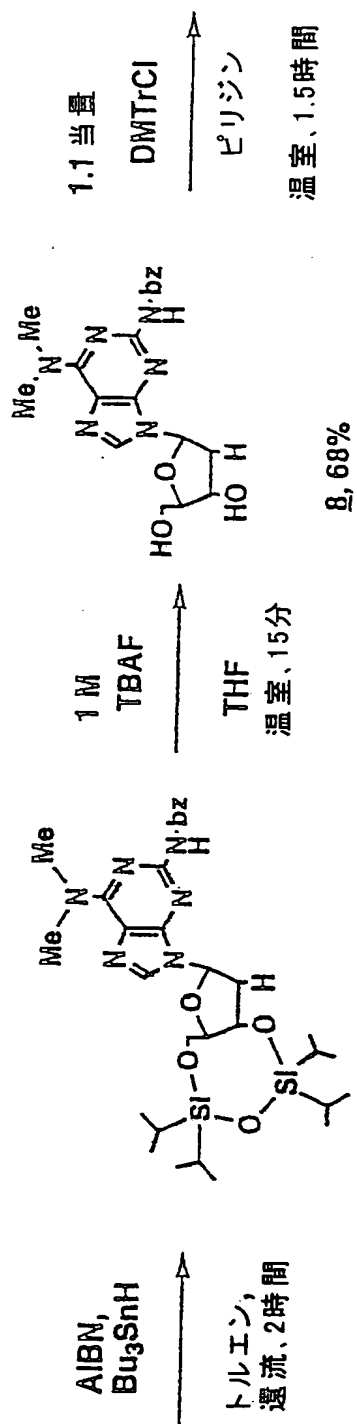 AIBN,
Bu₃SnH
トルエン,
還流、2時間
Me
Me
N
N
N
N
N
N·bz
H
O
H
O
O
Si
O
Si
1 M
TBAF
THF
温室、15分
Me
Me
N
N
N
N
N
N·bz
H
O
HO
HO
H
8, 68%
1.1 当量
DMTrCl
ピリジン
温室、1.5時間